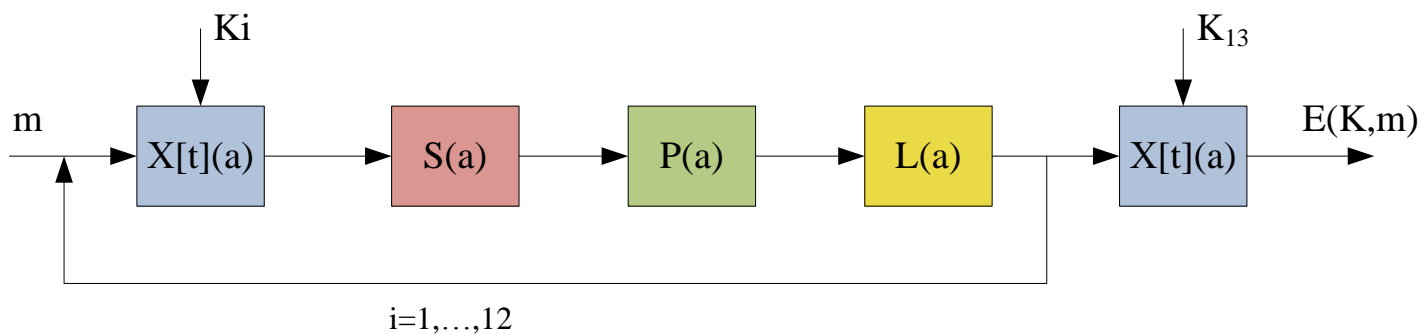 Ki
K₁₃
m
E(K,m)
X[t](a)
S(a)
P(a)
L(a)
X[t](a)
i=1,…,12